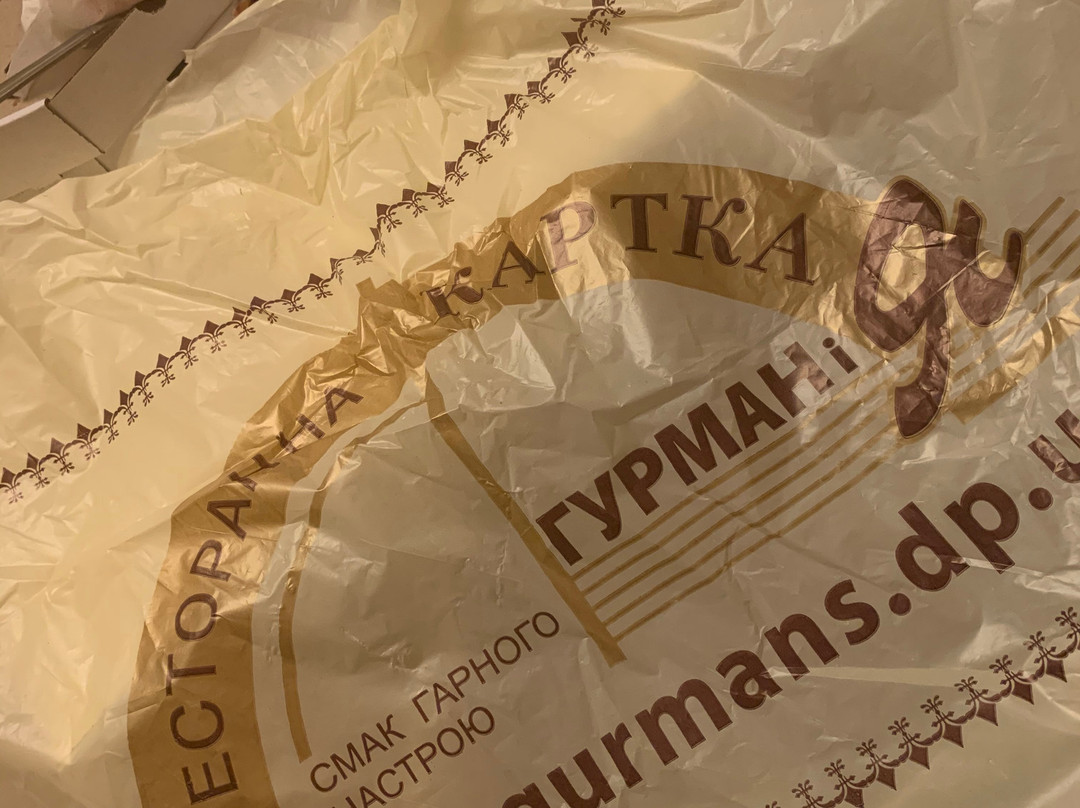 ЕСТОРАННА КАРТКА
g
ГУРМАНі
СМАК ГАРНОГО
НАСТРОЮ
gurmans.dp.u